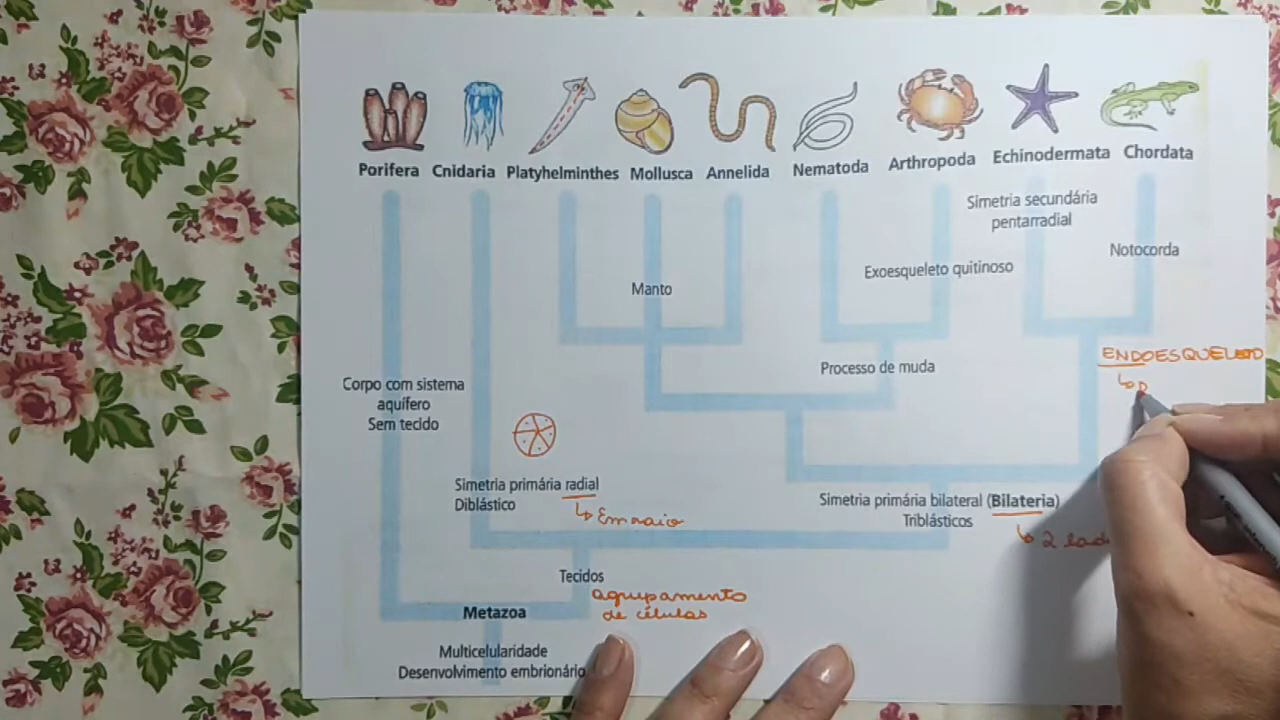 Porifera Cnidaria Platyhelminthes Mollusca Annelida Nematoda Arthropoda Echinodermata Chordata
Simetria secundária
pentarradial
Notocorda
Exoesqueleto quitinoso
Manto
ENDOESQUELETO
Processo de muda
Corpo com sistema
aquífero
Sem tecido
Simetria primária radial
Diblástico
Em raio
Simetria primária bilateral (Bilateria)
Triblásticos
2 lad
Tecidos
agrupamento
de células
Metazoa
Multicelularidade
Desenvolvimento embrionário